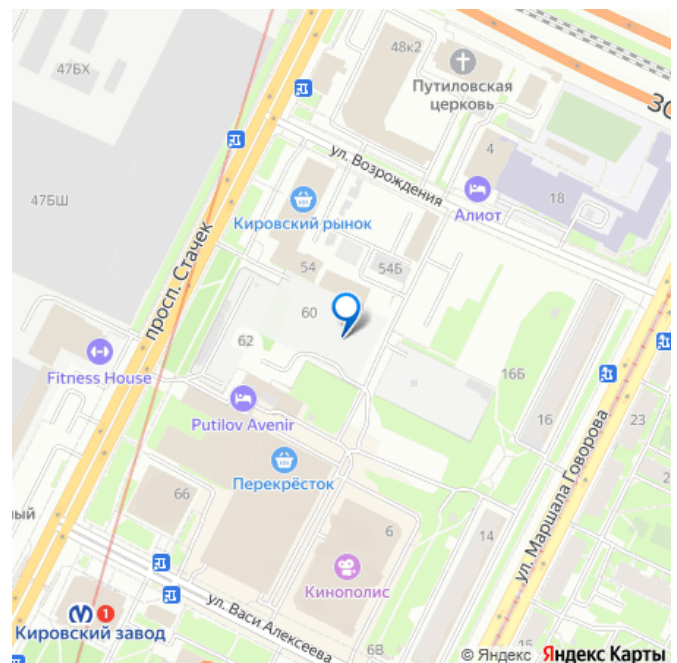 48к2
47БХ
Путиловская
церковь
ул. Возрождения
4
18
Алиот
47БШ
Кировский рынок
просп. Стачек
54
54Б
60
62
Fitness House
16Б
Putilov Avenir
16
23
Перекрёсток
66
ул. Маршала Говорова
6
14
Кинополис
ул. Васи Алексеева
1
Кировский завод
6В
15
© Яндекс Яндекс Карты